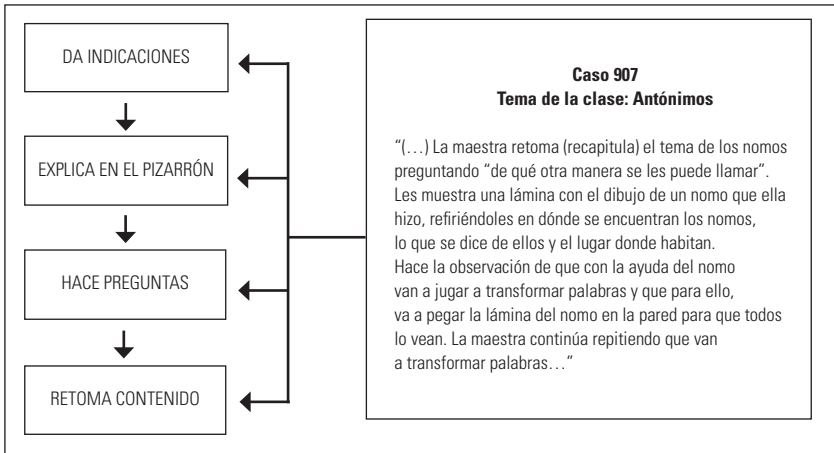 DA INDICACIONES
EXPLICA EN EL PIZARRÓN
HACE PREGUNTAS
RETOMA CONTENIDO
Caso 907
Tema de la clase: Antónimos
“(…) La maestra retoma (recapitula) el tema de los nomos
preguntando “de qué otra manera se les puede llamar”.
Les muestra una lámina con el dibujo de un nomo que ella
hizo, refiriéndoles en dónde se encuentran los nomos,
lo que se dice de ellos y el lugar donde habitan.
Hace la observación de que con la ayuda del nomo
van a jugar a transformar palabras y que para ello,
va a pegar la lámina del nomo en la pared para que todos
lo vean. La maestra continúa repitiendo que van
a transformar palabras…“